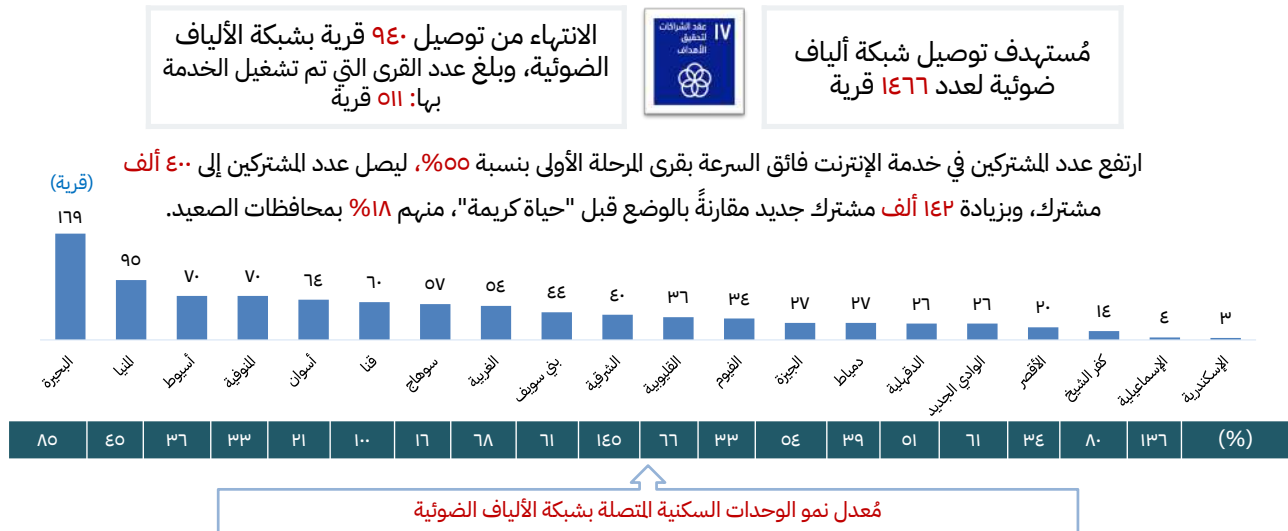 مُستهدف توصيل شبكة ألياف
ضوئية لعدد ١٤٦٦ قرية
١٧ عقد الشراكات
لتحقيق
الأهداف
الانتهاء من توصيل ٩٤٠ قرية بشبكة الألياف
الضوئية، وبلغ عدد القرى التي تم تشغيل الخدمة
بها: ٥١١ قرية
ارتفع عدد المشتركين في خدمة الإنترنت فائق السرعة بقرى المرحلة الأولى بنسبة ٥٥%، ليصل عدد المشتركين إلى ٤٠٠ ألف
مشترك، وبزيادة ١٤٢ ألف مشترك جديد مقارنةً بالوضع قبل "حياة كريمة"، منهم ١٨% بمحافظات الصعيد.
(قرية)
١٦٩ ٩٥ ٧٠ ٧٠ ٦٤ ٦٠ ٥٧ ٥٤ ٤٤ ٤٠ ٣٦ ٣٤ ٢٧ ٢٧ ٢٦ ٢٦ ٢٠ ١٤ ٤ ٣
البحيرة المنيا أسيوط المنوفية أسوان قنا سوهاج الغربية بني سويف الشرقية القليوبية الفيوم الجيزة دمياط الدقهلية الوادي الجديد الأقصر كفر الشيخ الإسماعيلية الإسكندرية
٨٥ ٤٥ ٣٦ ٣٣ ٢١ ١٠٠ ١٦ ٦٨ ٦١ ١٤٥ ٦٦ ٣٣ ٥٤ ٣٩ ٥١ ٦١ ٣٤ ٨٠ ١٣٦ (%)
مُعدل نمو الوحدات السكنية المتصلة بشبكة الألياف الضوئية